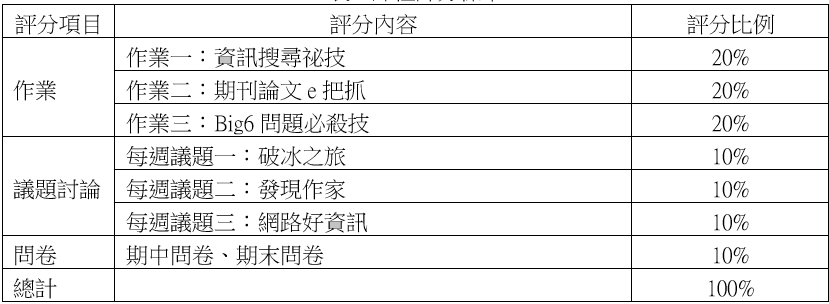 評分項目 評分內容 評分比例
作業 作業一：資訊搜尋祕技 20%
作業二：期刊論文 e 把抓 20%
作業三：Big6 問題必殺技 20%
議題討論 每週議題一：破冰之旅 10%
每週議題二：發現作家 10%
每週議題三：網路好資訊 10%
問卷 期中問卷、期末問卷 10%
總計 100%